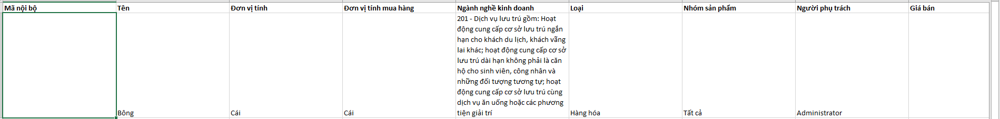 Mã nội bộ Tên Đơn vị tính Đơn vị tính mua hàng Ngành nghề kinh doanh Loại Nhóm sản phẩm Người phụ trách Giá bán
201 - Dịch vụ lưu trú gồm: Hoạt
động cung cấp cơ sở lưu trú ngắn
hạn cho khách du lịch, khách vãng
lai khác; hoạt động cung cấp cơ sở
lưu trú dài hạn không phải là căn
hộ cho sinh viên, công nhân và
những đối tượng tương tự; hoạt
động cung cấp cơ sở lưu trú cùng
dịch vụ ăn uống hoặc các phương
Bông Cái Cái tiện giải trí Hàng hóa Tất cả Administrator